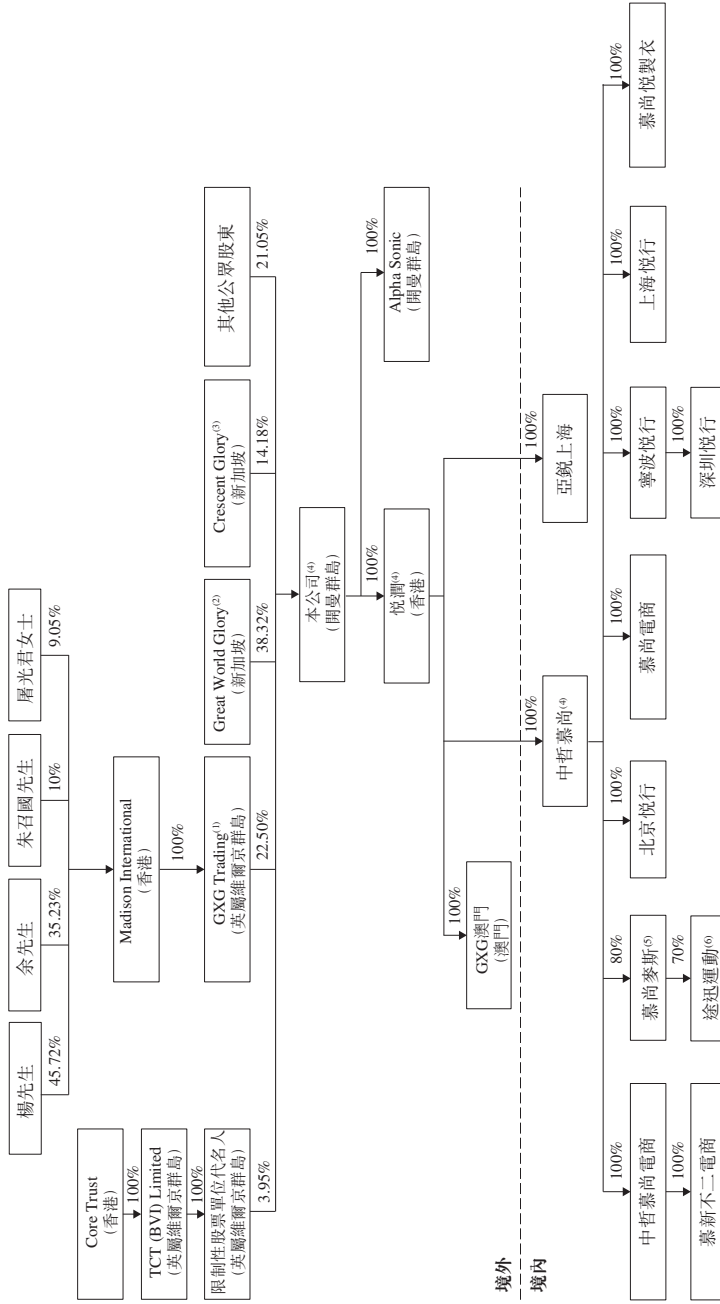 楊先生
余先生
朱召國先生
屠光君女士
45.72%
35.23%
10%
9.05%
Core Trust
(香港)
100%
TCT (BVI) Limited
(英屬維爾京群島)
100%
限制性股票單位代名人
(英屬維爾京群島)
3.95%
Madison International
(香港)
100%
GXG Trading(1)
(英屬維爾京群島)
22.50%
Great World Glory(2)
(新加坡)
38.32%
Crescent Glory(3)
(新加坡)
14.18%
其他公眾股東
21.05%
本公司(4)
(開曼群島)
100%
悅潤(4)
(香港)
100%
Alpha Sonic
(開曼群島)
100%
GXG澳門
(澳門)
境外
境內
100%
中哲慕尚(4)
100%
亞銳上海
100%
中哲慕尚電商
100%
慕新不二電商
80%
慕尚麥斯(5)
70%
途迅運動(6)
100%
北京悅行
100%
慕尚電商
100%
寧波悅行
100%
深圳悅行
100%
上海悅行
100%
慕尚悅製衣